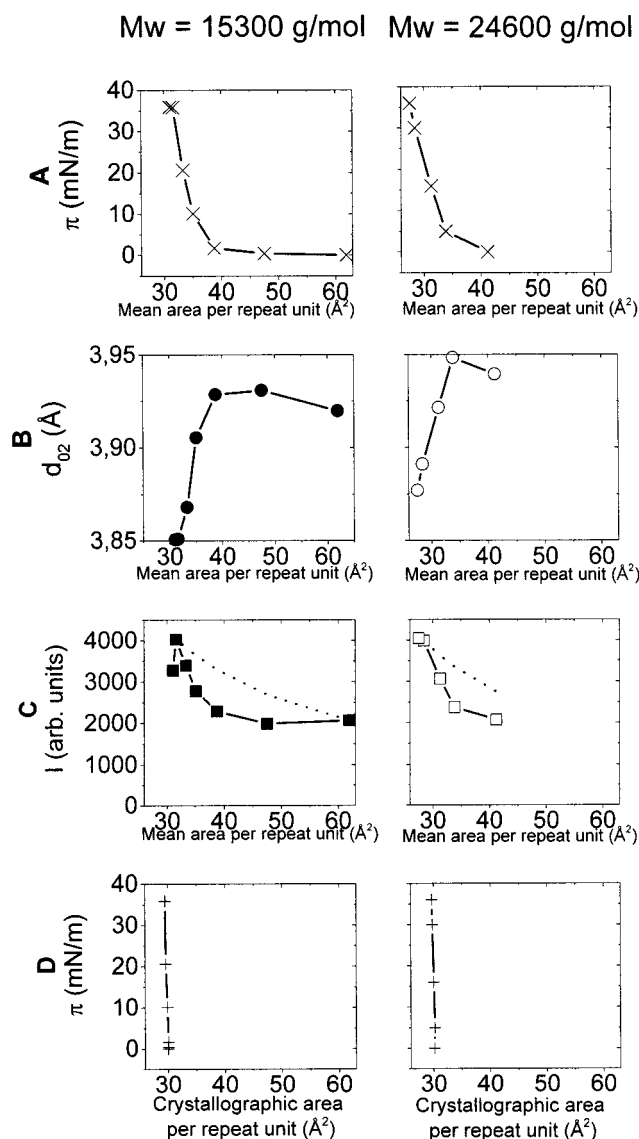 Mw = 15300 g/mol Mw = 24600 g/mol
A
π (mN/m)
40
30
20
10
0
30 40 50 60
Mean area per repeat unit (Å²)
30 40 50 60
Mean area per repeat unit (Å²)
B
d₀₂ (Å)
3,95
3,90
3,85
30 40 50 60
Mean area per repeat unit (Å²)
30 40 50 60
Mean area per repeat unit (Å²)
C
I (arb. units)
4000
3000
2000
1000
0
30 40 50 60
Mean area per repeat unit (Å²)
30 40 50 60
Mean area per repeat unit (Å²)
D
π (mN/m)
40
30
20
10
0
30 40 50 60
Crystallographic area
per repeat unit (Å²)
30 40 50 60
Crystallographic area
per repeat unit (Å²)